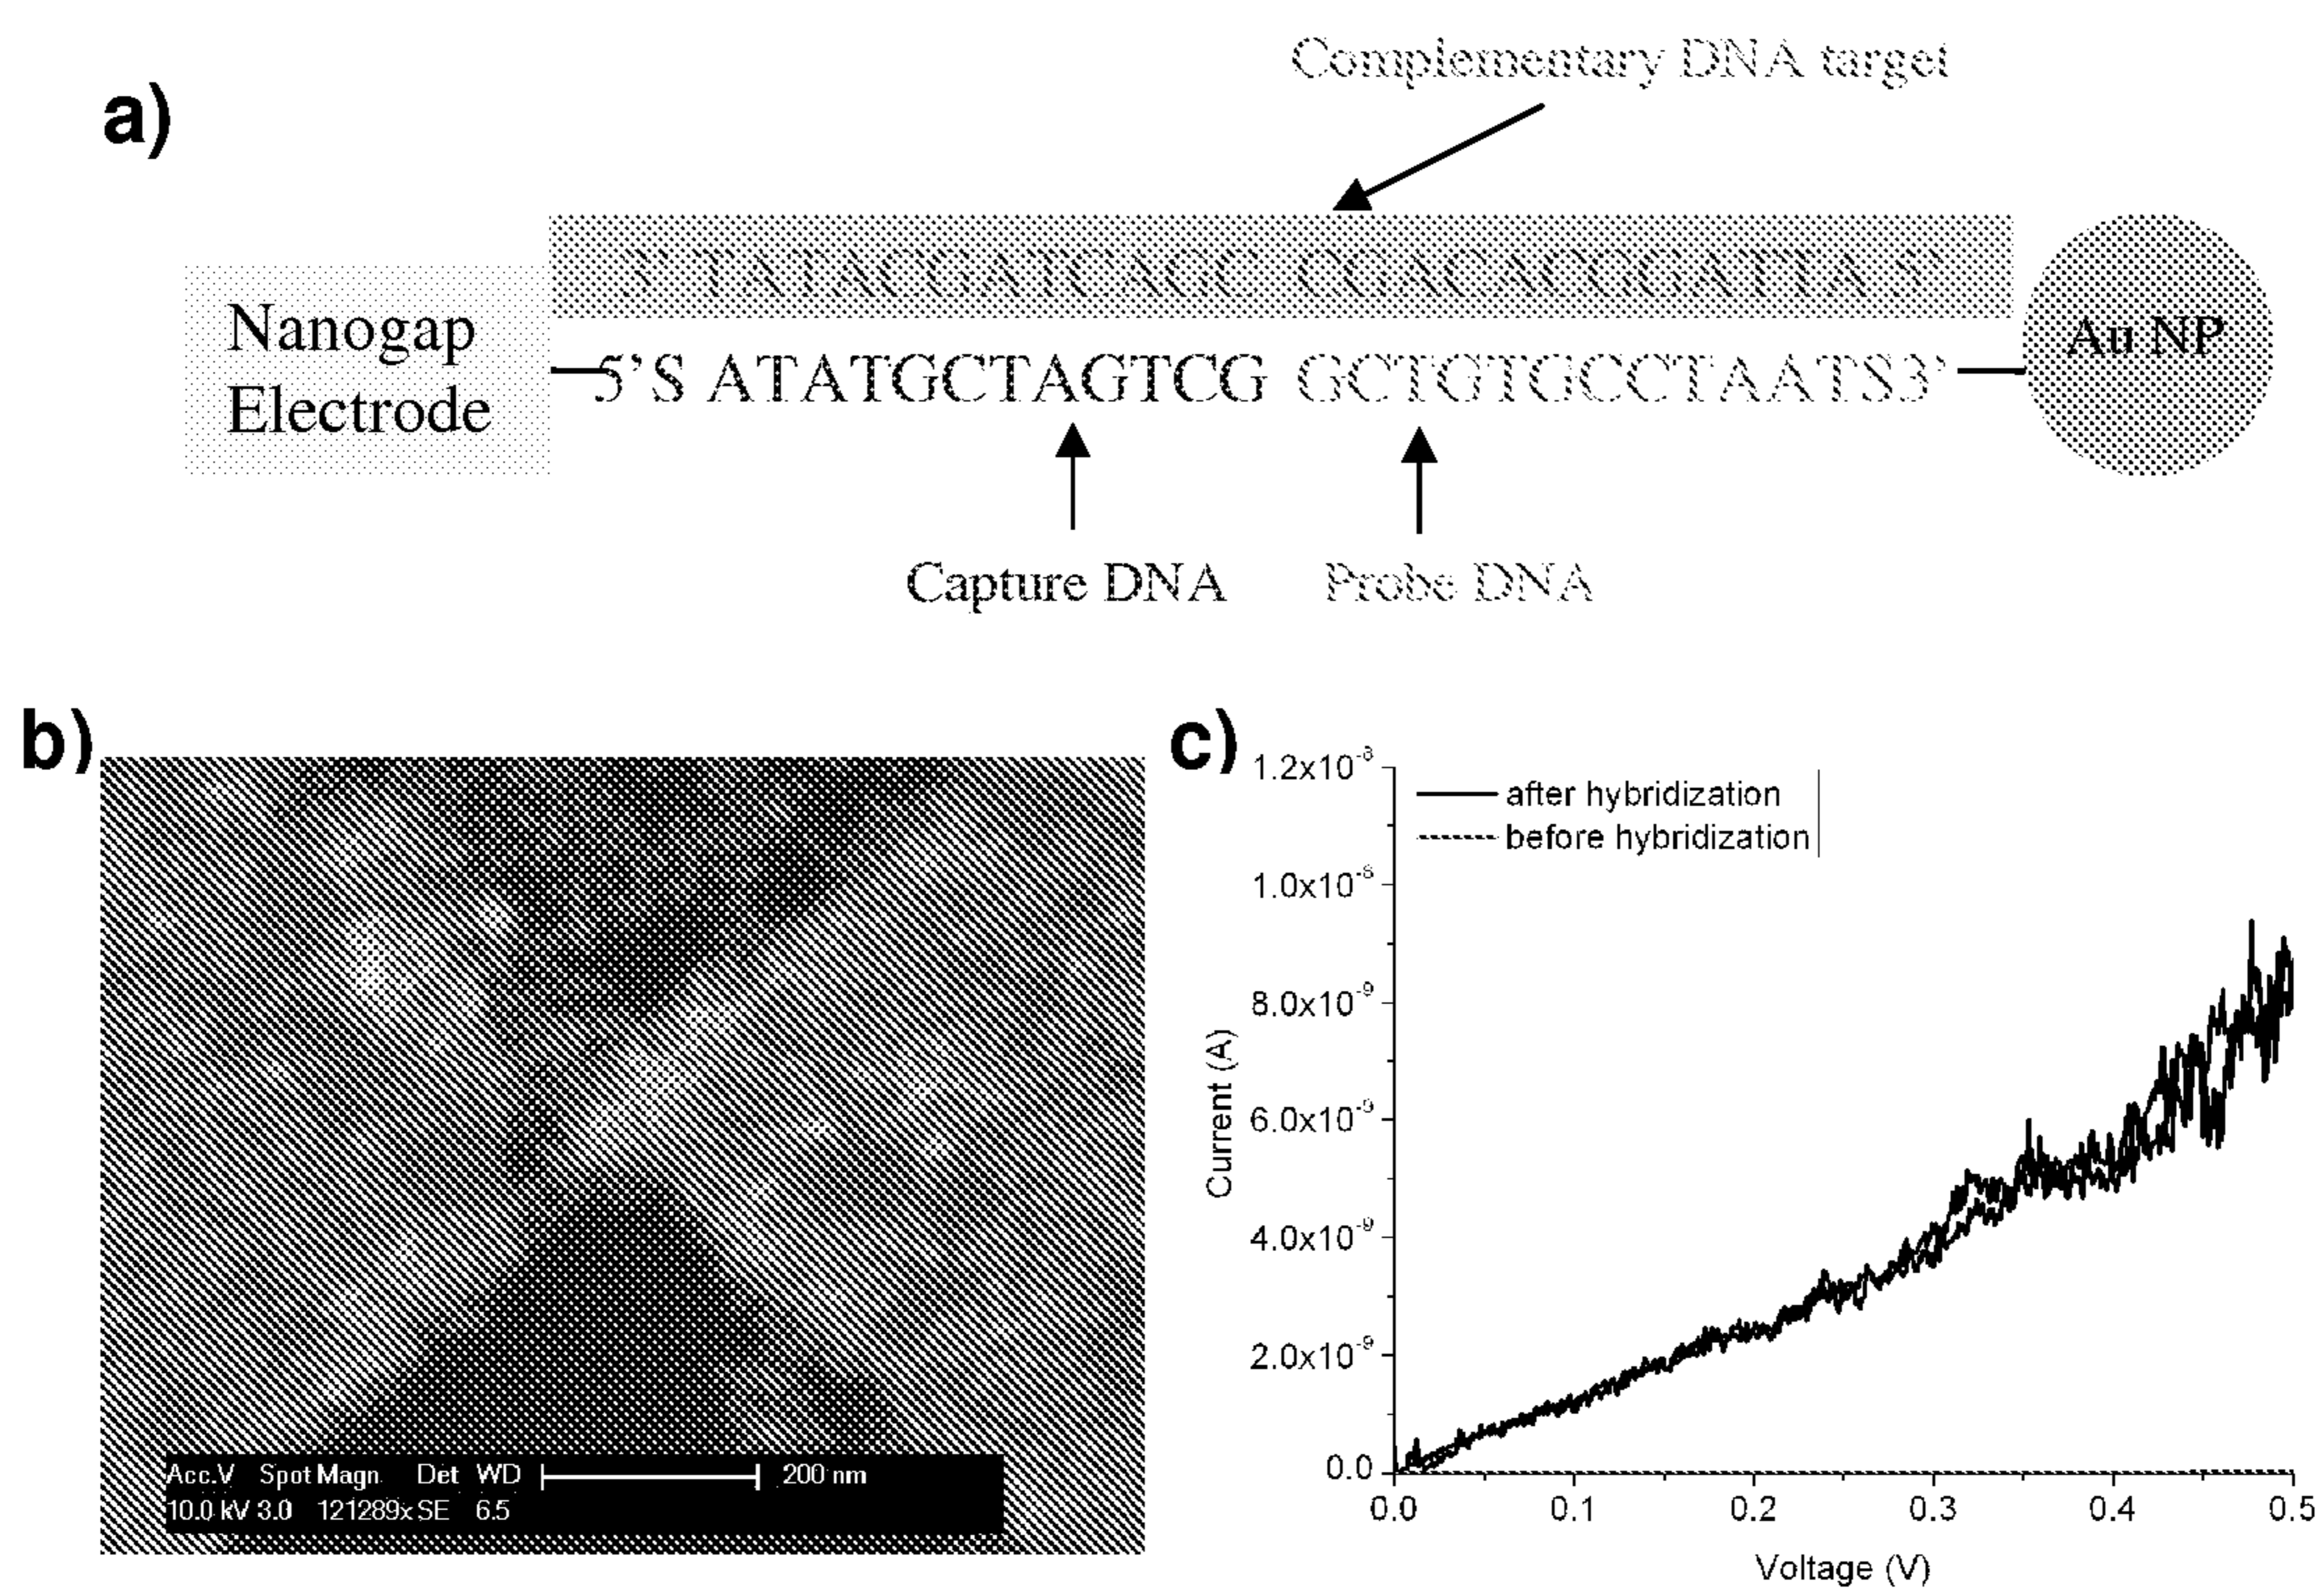 a)
Complementary DNA target
3' TATACGATCAGC CGACACGGATTA 5'
Nanogap
Electrode
5'S ATATGCTAGTCG GCTGTGCCTAATS3'
Au NP
Capture DNA
Probe DNA
b)
Acc.V Spot Magn Det WD 200 nm
10.0 kV 3.0 121289x SE 6.5
c)
1.2x10⁻⁸
after hybridization
before hybridization
1.0x10⁻⁸
8.0x10⁻⁹
6.0x10⁻⁹
4.0x10⁻⁹
2.0x10⁻⁹
0.0
Current (A)
0.0 0.1 0.2 0.3 0.4 0.5
Voltage (V)